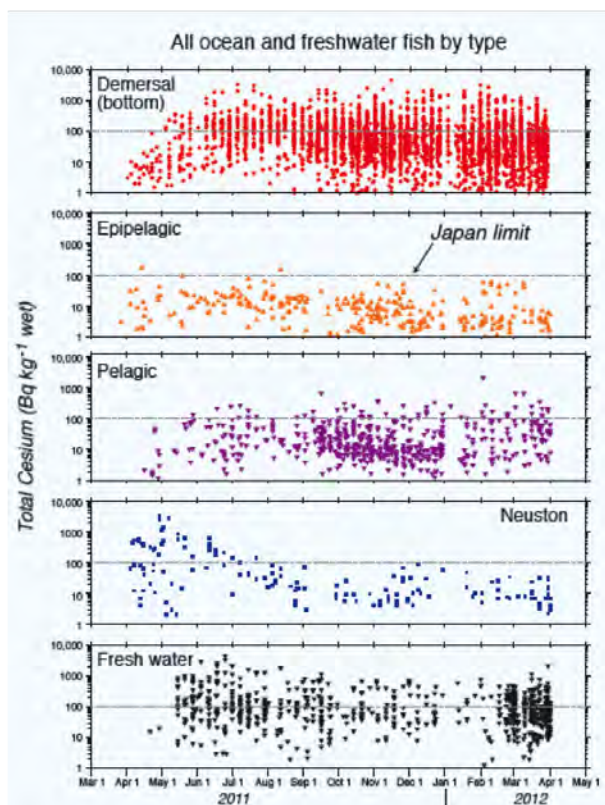 All ocean and freshwater fish by type
Total Cesium (Bq kg⁻¹ wet)
10,000
Demersal
(bottom)
1000
100
10
1
10,000
Epipelagic
Japan limit
1000
100
10
1
10,000
Pelagic
1000
100
10
1
10,000
Neuston
1000
100
10
1
10,000
Fresh water
1000
100
10
1
Mar 1 Apr 1 May 1 Jun 1 Jul 1 Aug 1 Sep 1 Oct 1 Nov 1 Dec 1 Jan 1 Feb 1 Mar 1 Apr 1 May 1
2011 2012